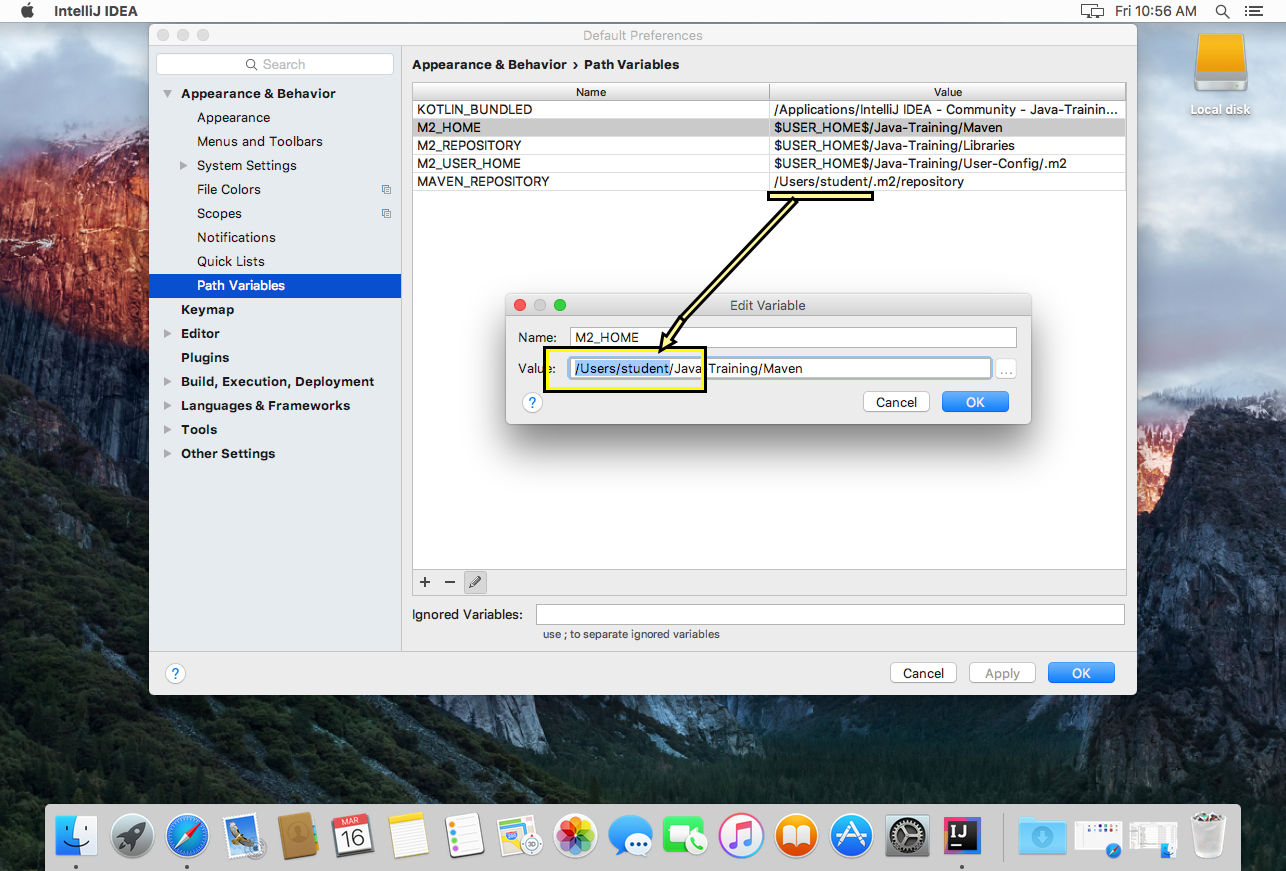 IntelliJ IDEA
Fri 10:56 AM
Default Preferences
Local disk
Search
Appearance & Behavior
Appearance
Menus and Toolbars
System Settings
File Colors
Scopes
Notifications
Quick Lists
Path Variables
Keymap
Editor
Plugins
Build, Execution, Deployment
Languages & Frameworks
Tools
Other Settings
Appearance & Behavior › Path Variables
Name Value
KOTLIN_BUNDLED /Applications/IntelliJ IDEA - Community - Java-Trainin...
M2_HOME $USER_HOME$/Java-Training/Maven
M2_REPOSITORY $USER_HOME$/Java-Training/Libraries
M2_USER_HOME $USER_HOME$/Java-Training/User-Config/.m2
MAVEN_REPOSITORY /Users/student/.m2/repository
Edit Variable
Name: M2_HOME
Value: /Users/student/Java-Training/Maven
...
? Cancel OK
Ignored Variables:
use ; to separate ignored variables
? Cancel Apply OK
MAR
16
3D
IJ